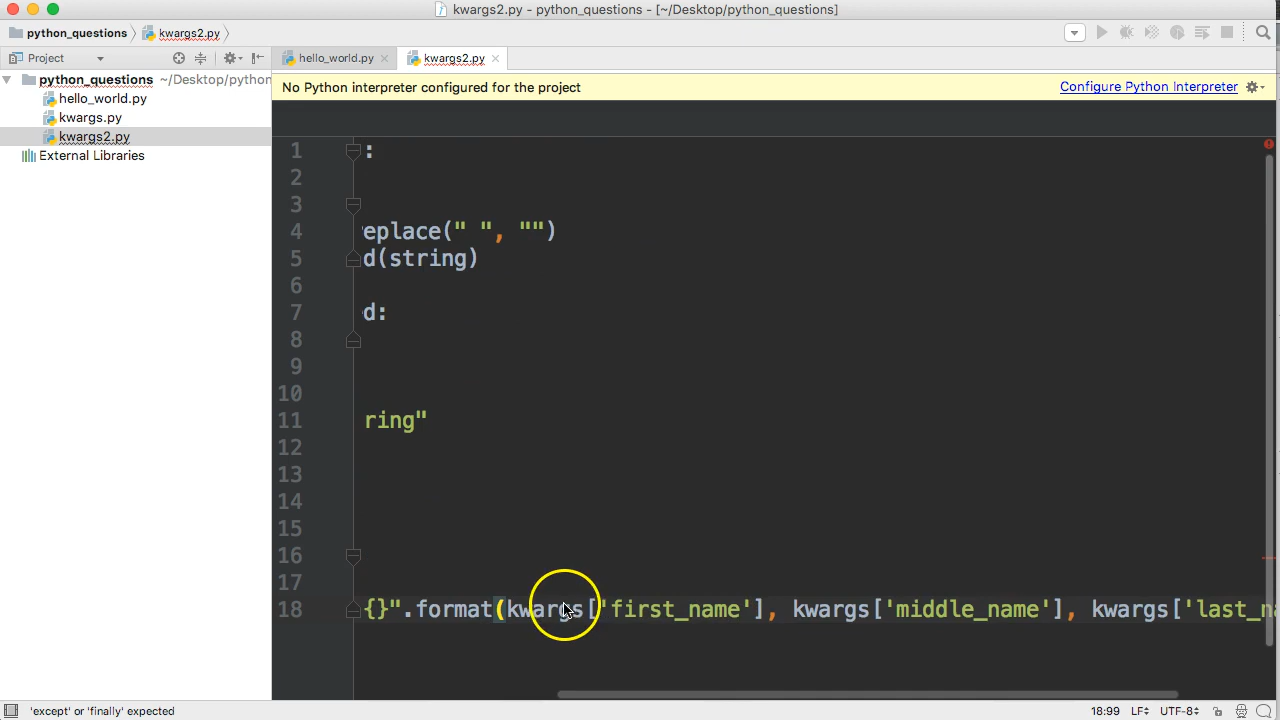 kwargs2.py - python_questions - [~/Desktop/python_questions]
python_questions kwargs2.py
Project hello_world.py kwargs2.py
python_questions ~/Desktop/python
No Python interpreter configured for the project Configure Python Interpreter
hello_world.py
kwargs.py
kwargs2.py
External Libraries
1 :
2
3
4 eplace(" ", "")
5 d(string)
6
7 d:
8
9
10
11 ring"
12
13
14
15
16
17
18 {}".format(kwargs['first_name'], kwargs['middle_name'], kwargs['last_na
'except' or 'finally' expected 18:99 LF UTF-8